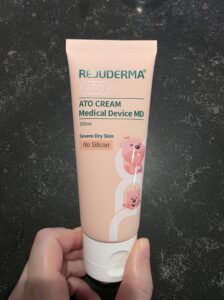 REJUDERMA®
ATO
ATO CREAM
Medical Device MD
100mL
Severe Dry Skin
No Silicon